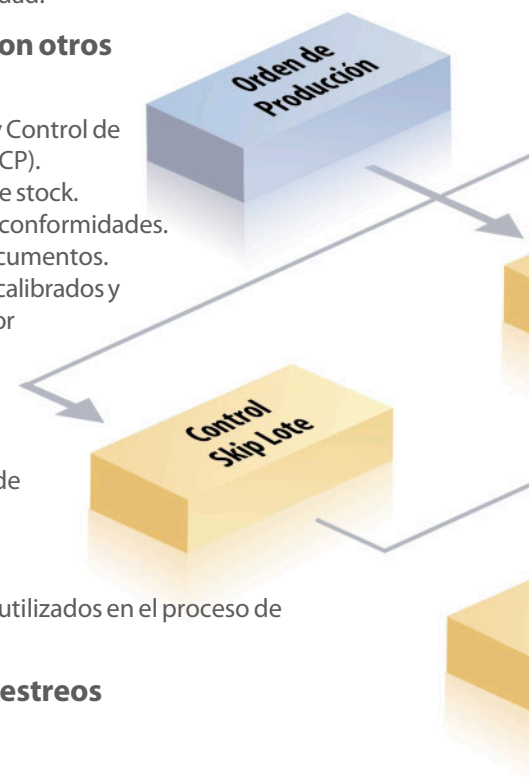 dad.
on otros
Orden de
Producción
y Control de
CP).
e stock.
conformidades.
cumentos.
calibrados y
or
Control
Skip Lote
de
utilizados en el proceso de
estreos